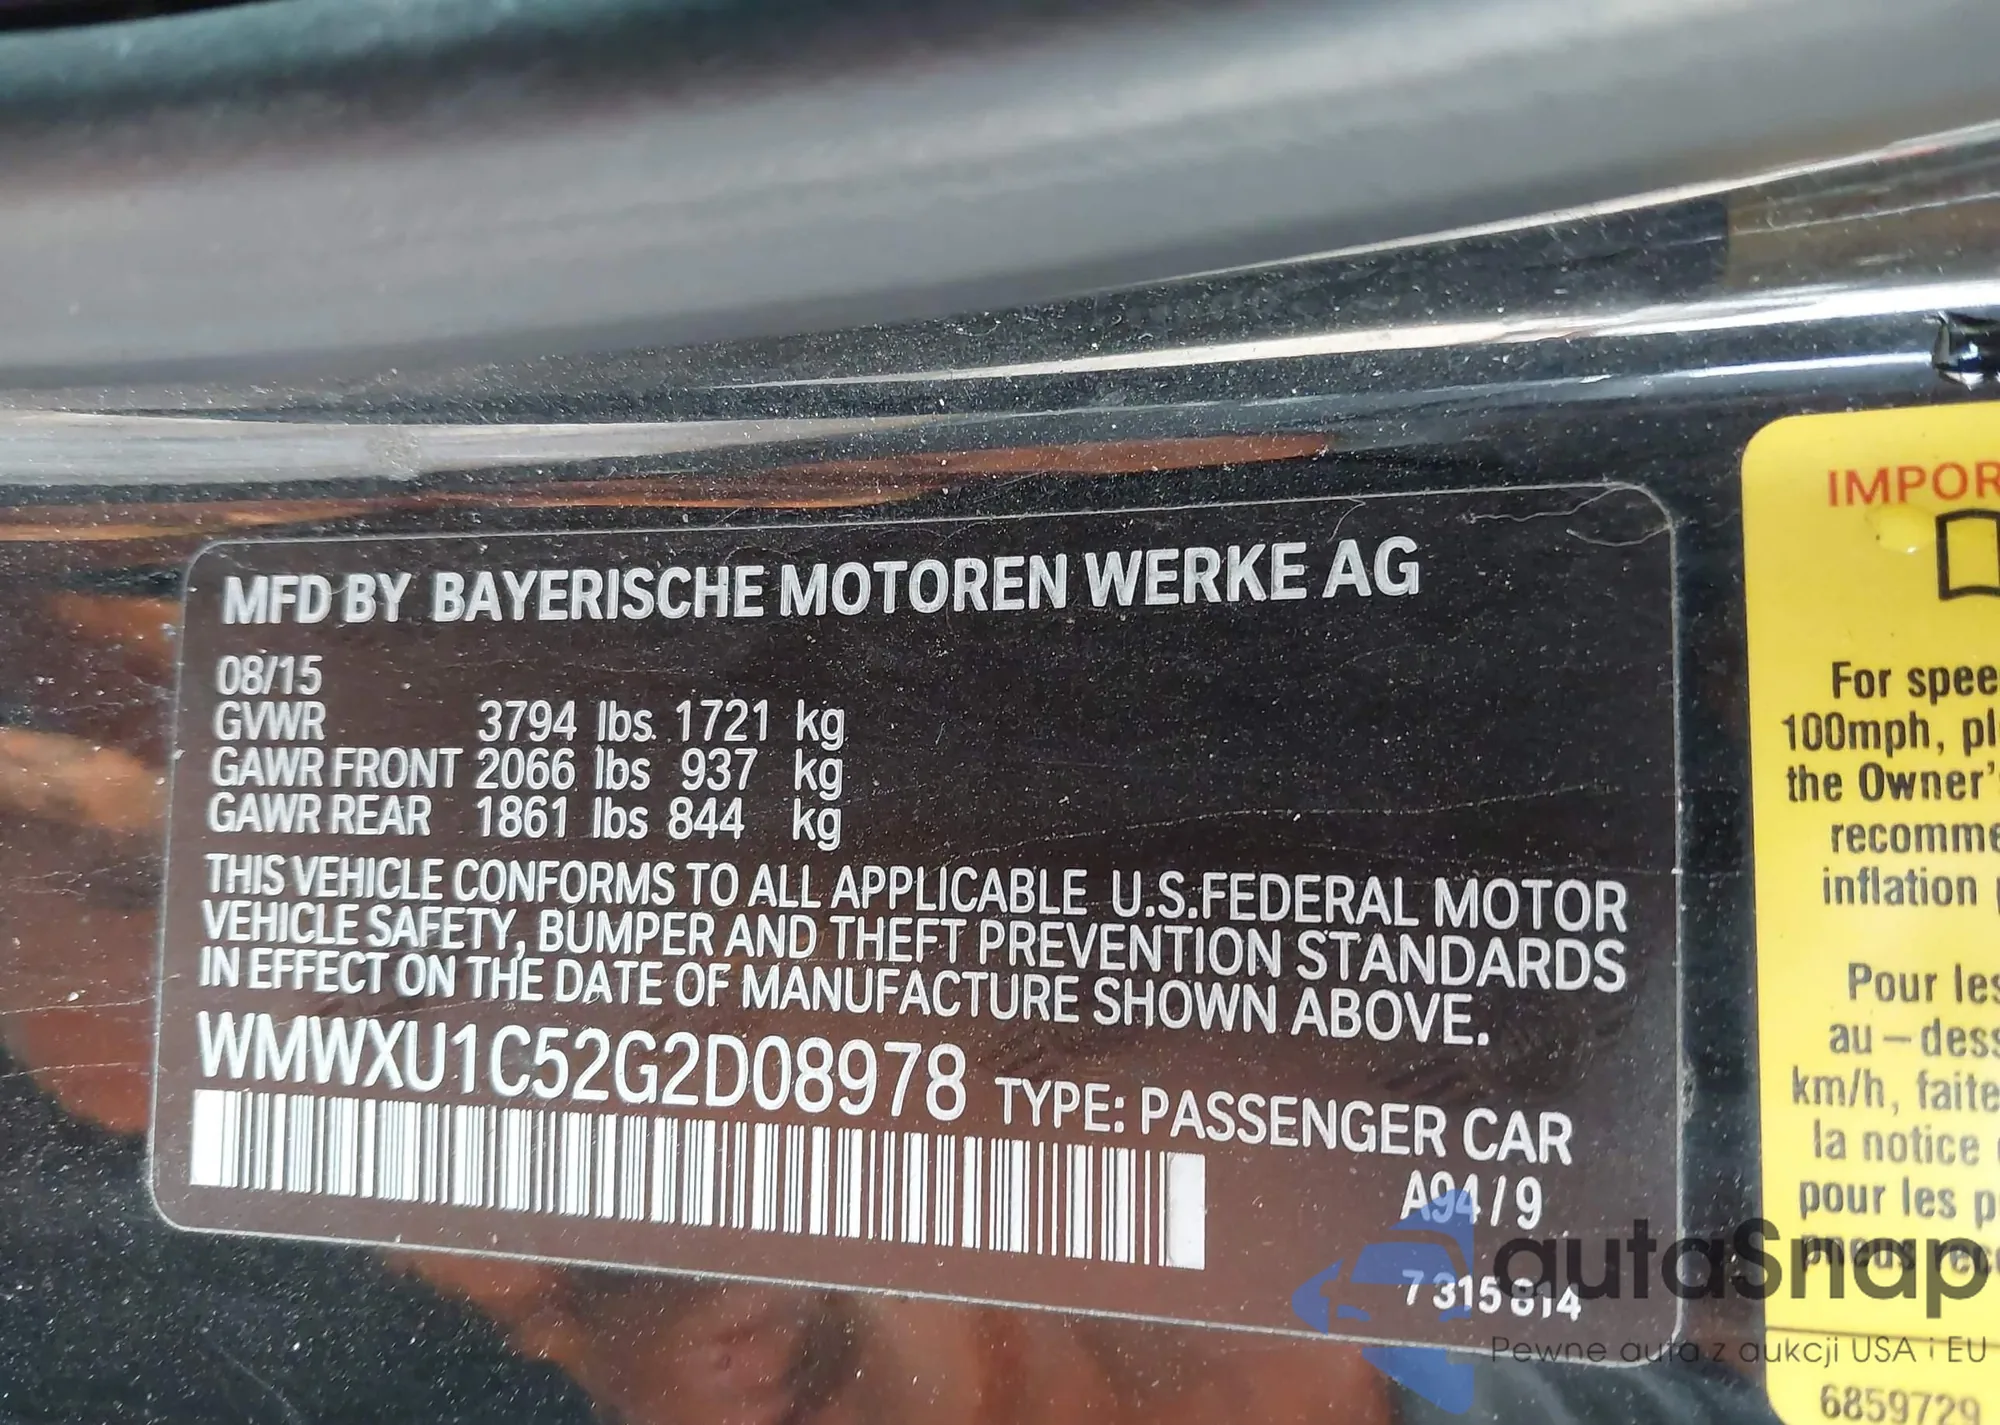 MFD BY BAYERISCHE MOTOREN WERKE AG
08/15
GVWR 3794 lbs 1721 kg
GAWR FRONT 2066 lbs 937 kg
GAWR REAR 1861 lbs 844 kg
THIS VEHICLE CONFORMS TO ALL APPLICABLE U.S.FEDERAL MOTOR
VEHICLE SAFETY, BUMPER AND THEFT PREVENTION STANDARDS
IN EFFECT ON THE DATE OF MANUFACTURE SHOWN ABOVE.
WMWXU1C52G2D08978 TYPE: PASSENGER CAR
A94/9
7 315 814
IMPOR
For spee
100mph, pl
the Owner's
recomme
inflation
Pour les
au-dess
km/h, faite
la notice
pour les p
pneus rec
6859729
autaSnap
Pewne auta z aukcji USA i EU